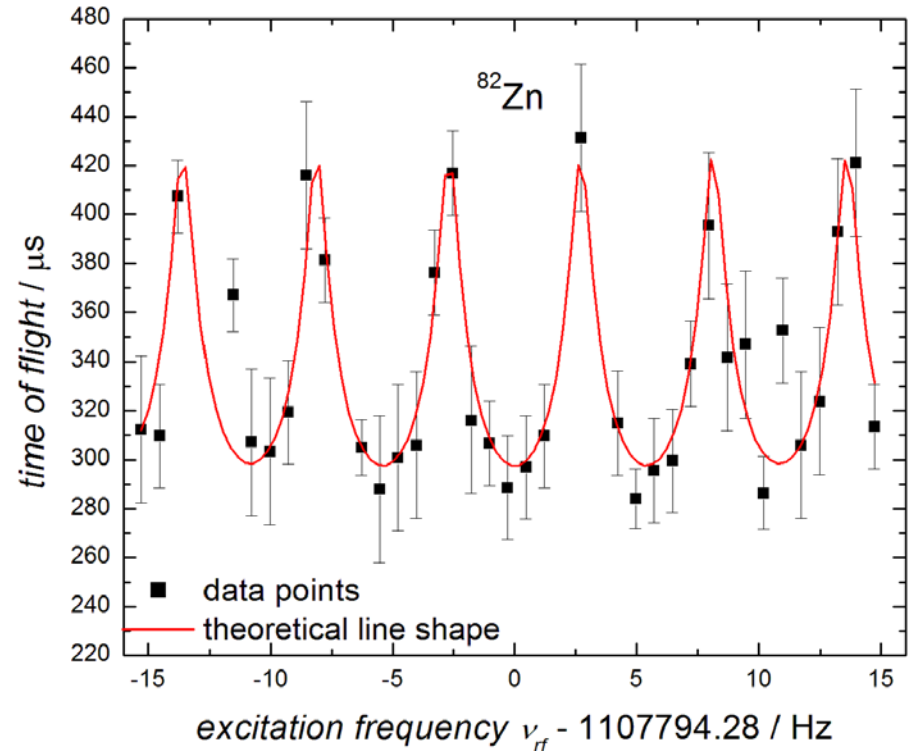 480
460
440
420
400
380
360
340
320
300
280
260
240
220
time of flight / μs
⁸²Zn
data points
theoretical line shape
-15 -10 -5 0 5 10 15
excitation frequency ν_rf - 1107794.28 / Hz